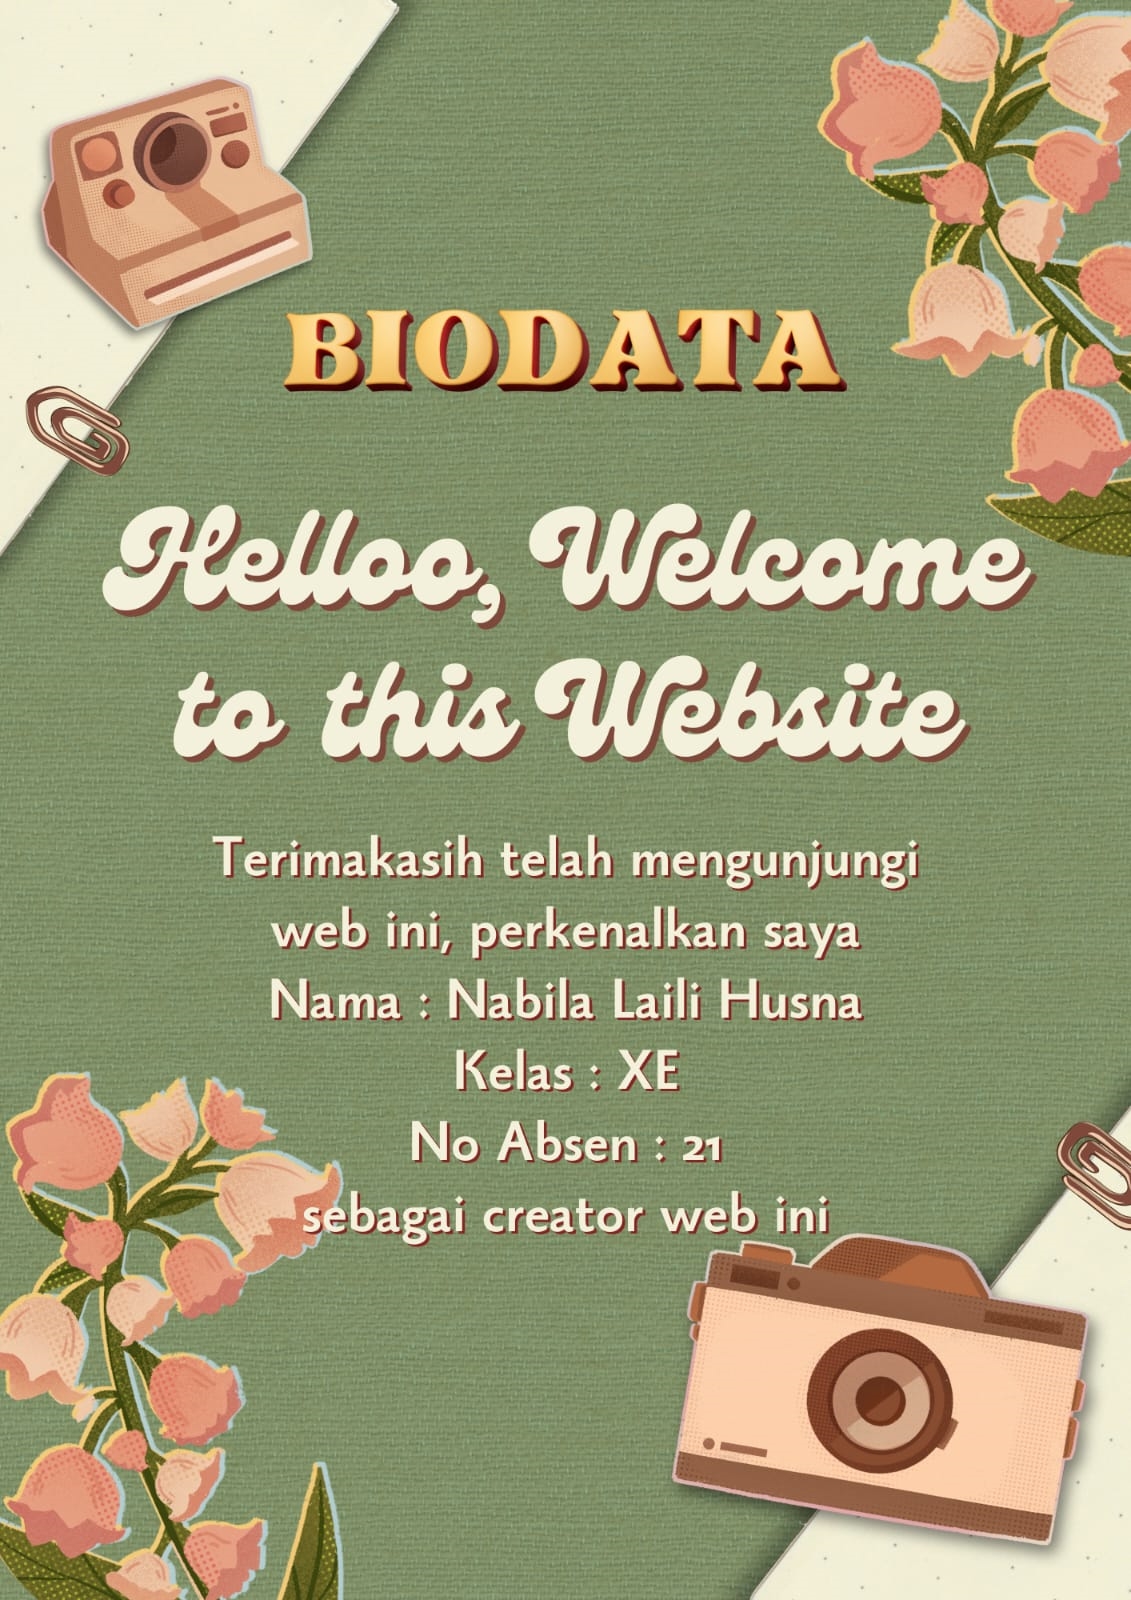 BIODATA
Helloo, Welcome
to this Website
Terimakasih telah mengunjungi
web ini, perkenalkan saya
Nama : Nabila Laili Husna
Kelas : XE
No Absen : 21
sebagai creator web ini